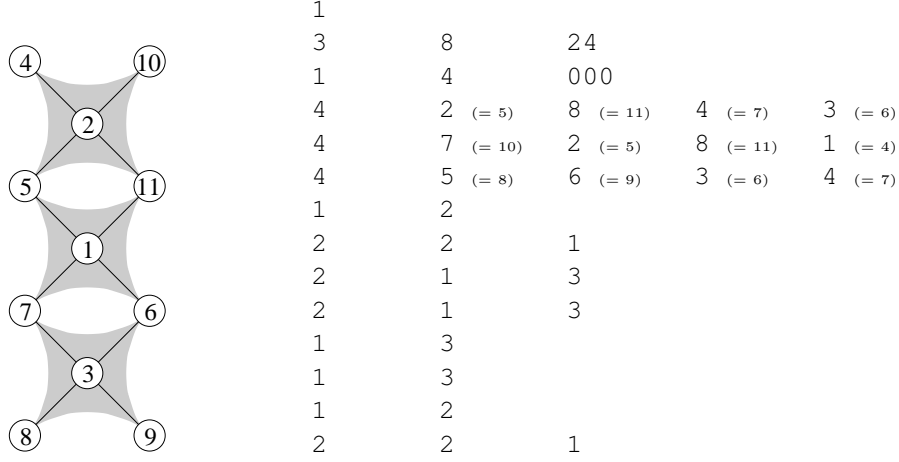 1
3 8 24
1 4 000
4 2 (= 5) 8 (= 11) 4 (= 7) 3 (= 6)
4 7 (= 10) 2 (= 5) 8 (= 11) 1 (= 4)
4 5 (= 8) 6 (= 9) 3 (= 6) 4 (= 7)
1 2
2 2 1
2 1 3
2 1 3
1 3
1 3
1 2
2 2 1
4 10
2
5 11
1
7 6
3
8 9